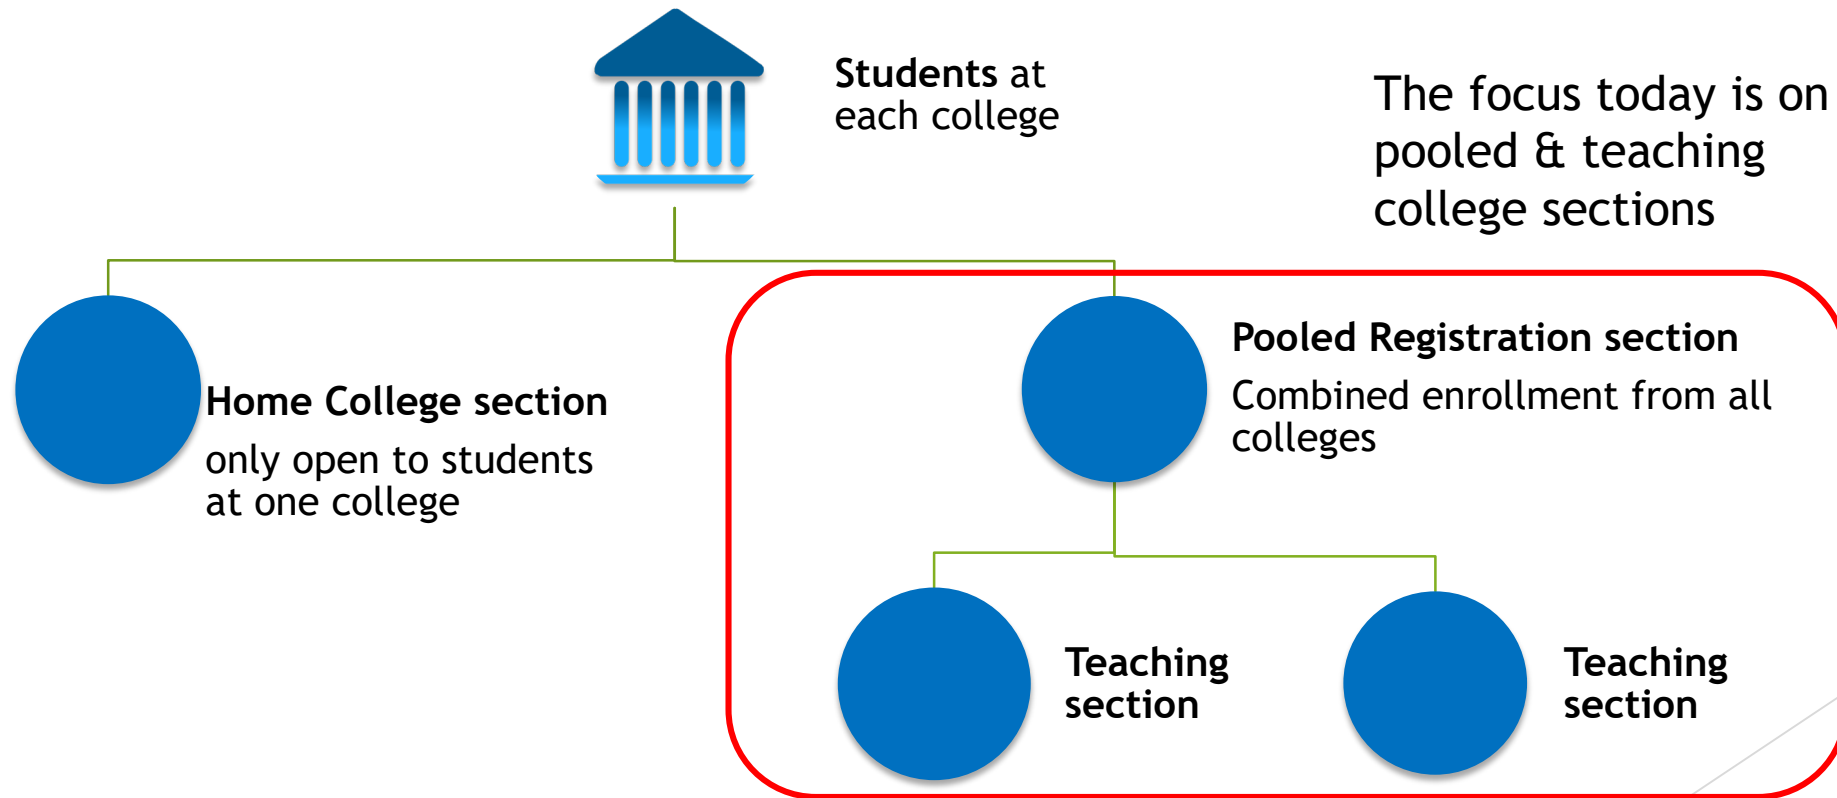 Students at
each college
The focus today is on
pooled & teaching
college sections
Home College section
only open to students
at one college
Pooled Registration section
Combined enrollment from all
colleges
Teaching
section
Teaching
section